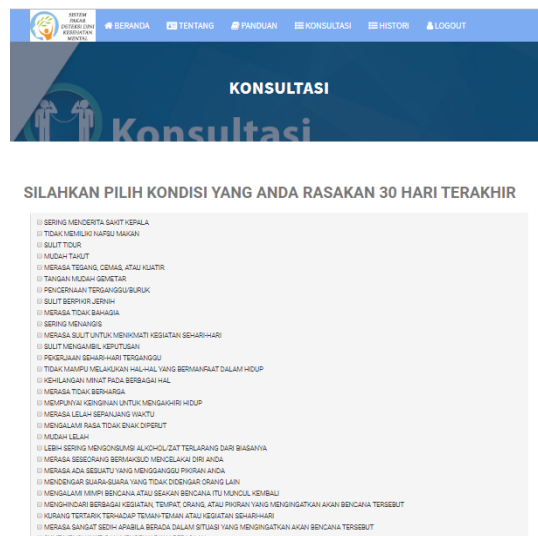 SISTEM
PAKAR
DETEKSI DINI
KESEHATAN
MENTAL
BERANDA TENTANG PANDUAN KONSULTASI HISTORI LOGOUT
KONSULTASI
Konsultasi
SILAHKAN PILIH KONDISI YANG ANDA RASAKAN 30 HARI TERAKHIR
SERING MENDERITA SAKIT KEPALA
TIDAK MEMILIKI NAFSU MAKAN
SULIT TIDUR
MUDAH TAKUT
MERASA TEGANG, CEMAS, ATAU KUATIR
TANGAN MUDAH GEMETAR
PENCERNAAN TERGANGGU/BURUK
SULIT BERPIKIR JERNIH
MERASA TIDAK BAHAGIA
SERING MENANGIS
MERASA SULIT UNTUK MENIKMATI KEGIATAN SEHARI-HARI
SULIT MENGAMBIL KEPUTUSAN
PEKERJAAN SEHARI-HARI TERGANGGU
TIDAK MAMPU MELAKUKAN HAL-HAL YANG BERMANFAAT DALAM HIDUP
KEHILANGAN MINAT PADA BERBAGAI HAL
MERASA TIDAK BERHARGA
MEMPUNYAI KEINGINAN UNTUK MENGAKHIRI HIDUP
MERASA LELAH SEPANJANG WAKTU
MENGALAMI RASA TIDAK ENAK DIPERUT
MUDAH LELAH
LEBIH SERING MENGONSUMSI ALKOHOL/ZAT TERLARANG DARI BIASANYA
MERASA SESEORANG BERMAKSUD MENCELAKAI DIRI ANDA
MERASA ADA SESUATU YANG MENGGANGGU PIKIRAN ANDA
MENDENGAR SUARA-SUARA YANG TIDAK DIDENGAR ORANG LAIN
MENGALAMI MIMPI BENCANA ATAU SEAKAN BENCANA ITU MUNCUL KEMBALI
MENGHINDARI BERBAGAI KEGIATAN, TEMPAT, ORANG, ATAU PIKIRAN YANG MENGINGATKAN AKAN BENCANA TERSEBUT
KURANG TERTARIK TERHADAP TEMAN-TEMAN ATAU KEGIATAN SEHARI-HARI
MERASA SANGAT SEDIH APABILA BERADA DALAM SITUASI YANG MENGINGATKAN AKAN BENCANA TERSEBUT